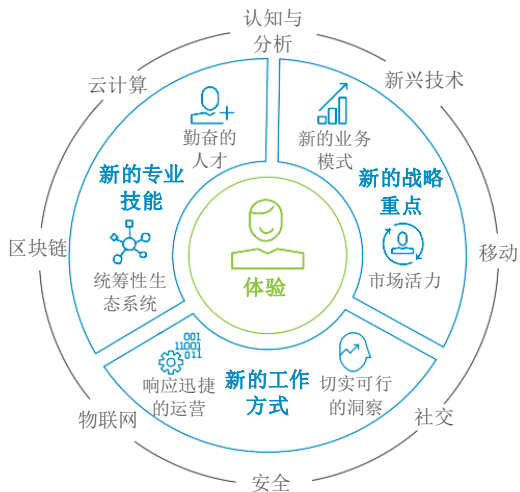 认知与
分析
新兴技术
移动
社交
安全
物联网
区块链
云计算
勤奋的
人才
新的专业
技能
统筹性生
态系统
新的业务
模式
新的战略
重点
市场活力
体验
001
11001
011
响应迅捷
的运营
新的工作
方式
切实可行
的洞察